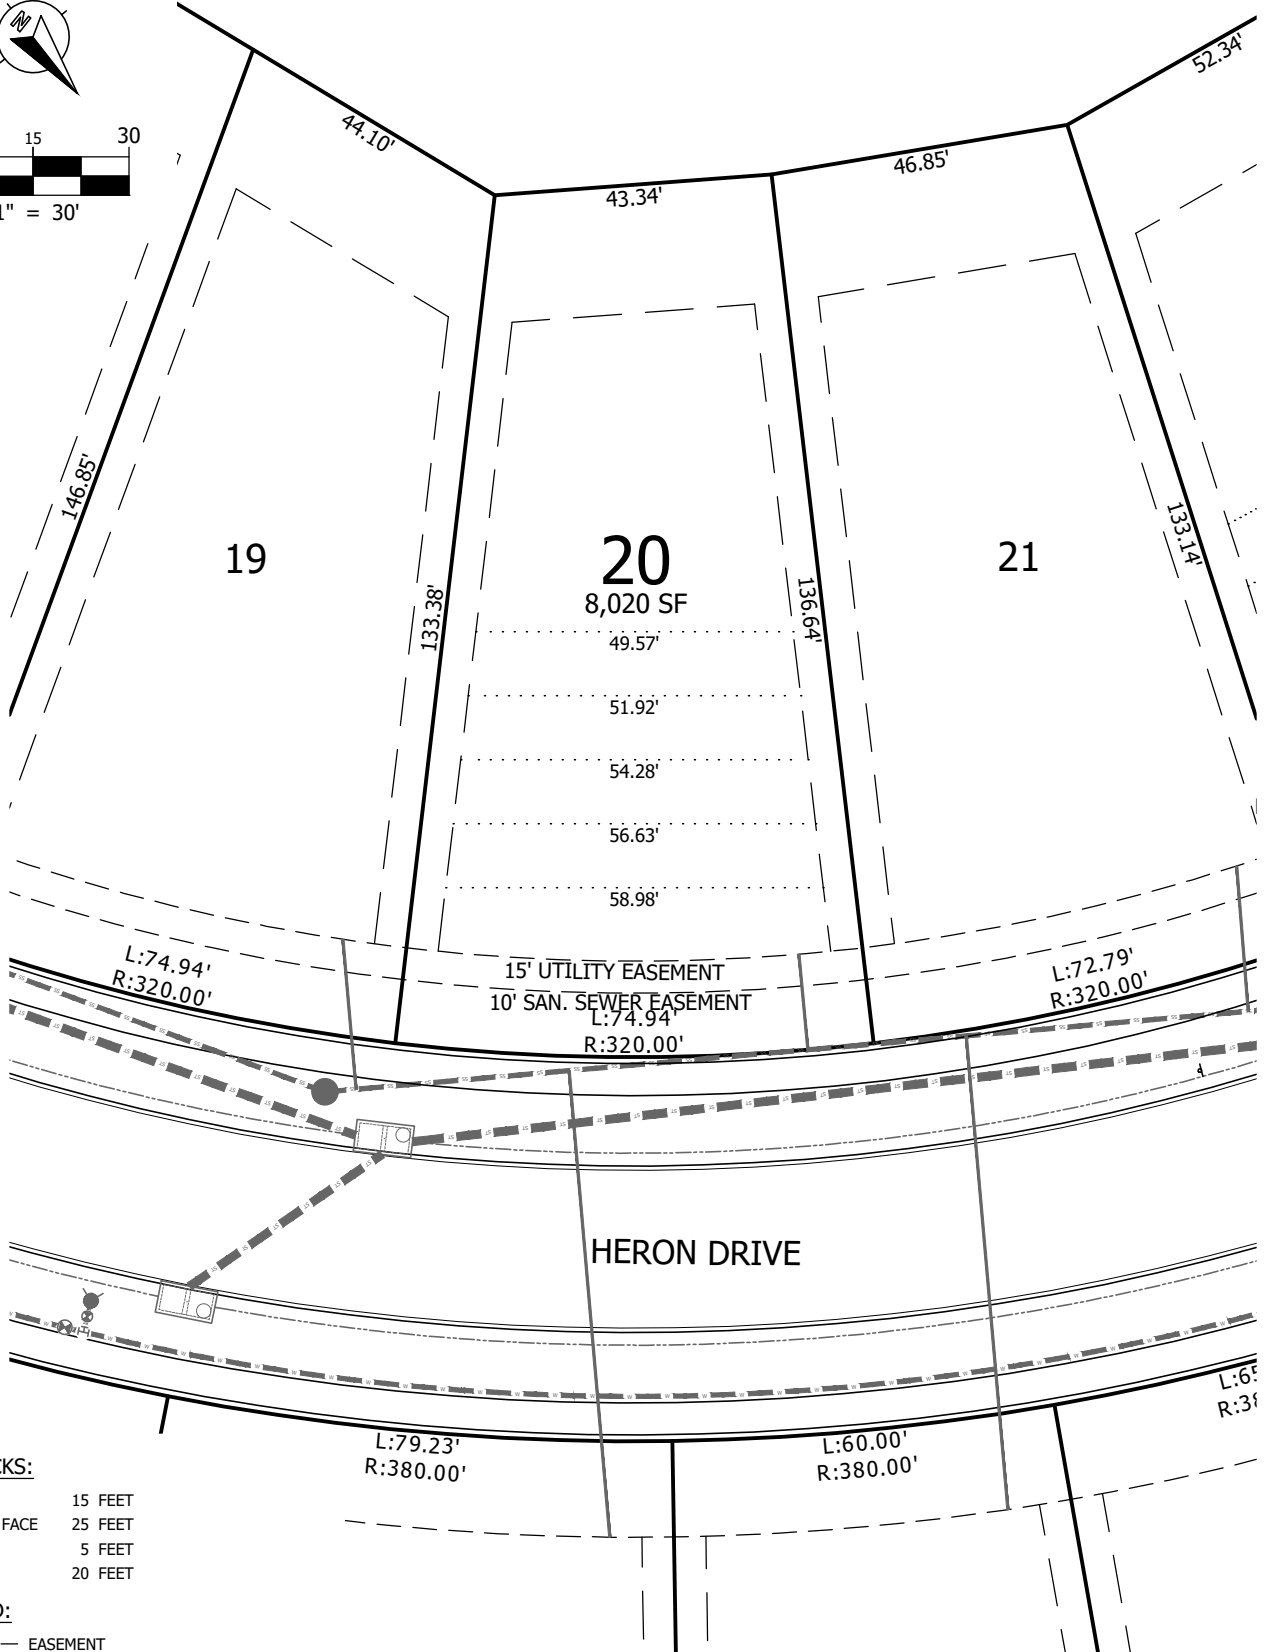 N
15 30
1" = 30'
44.10'
43.34'
46.85'
52.34'
146.85'
19
133.38'
20
8,020 SF
136.64'
21
133.14'
49.57'
51.92'
54.28'
56.63'
58.98'
L:74.94'
R:320.00'
15' UTILITY EASEMENT
10' SAN. SEWER EASEMENT
L:74.94'
R:320.00'
L:72.79'
R:320.00'
HERON DRIVE
L:79.23'
R:380.00'
L:60.00'
R:380.00'
15 FEET
FACE 25 FEET
5 FEET
20 FEET
EASEMENT